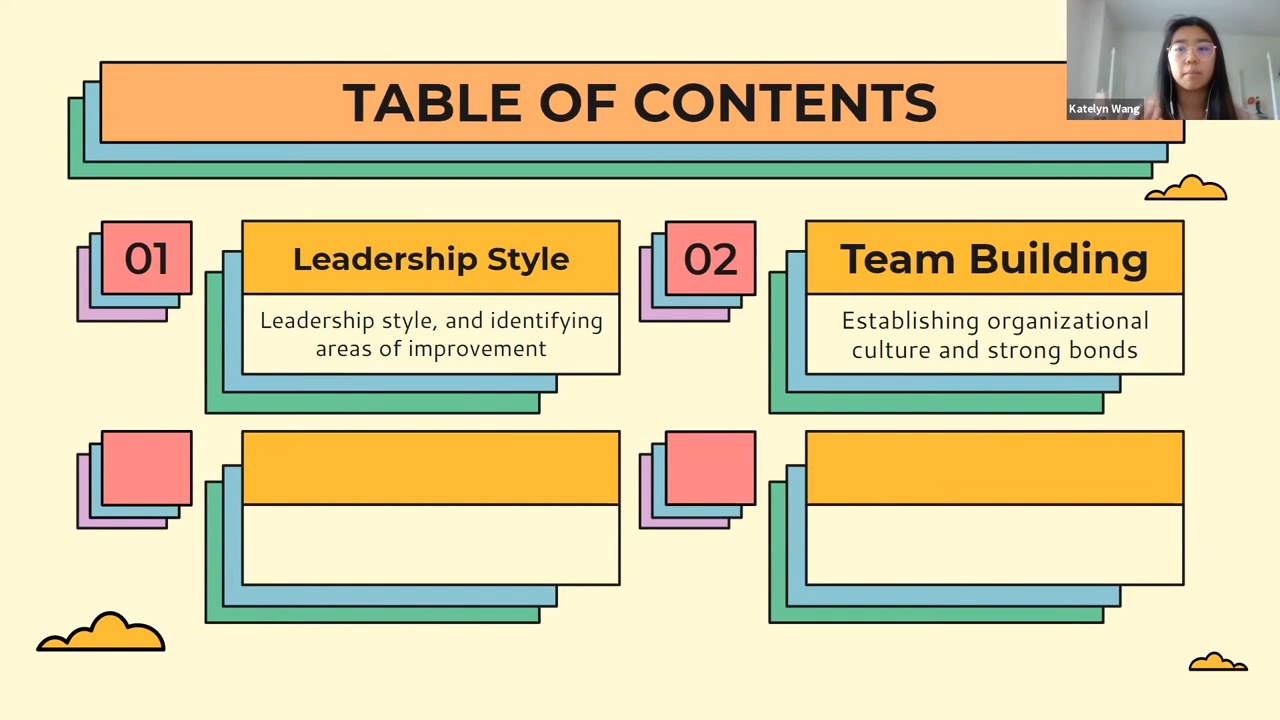 TABLE OF CONTENTS
Katelyn Wang
01
Leadership Style
Leadership style, and identifying
areas of improvement
02
Team Building
Establishing organizational
culture and strong bonds